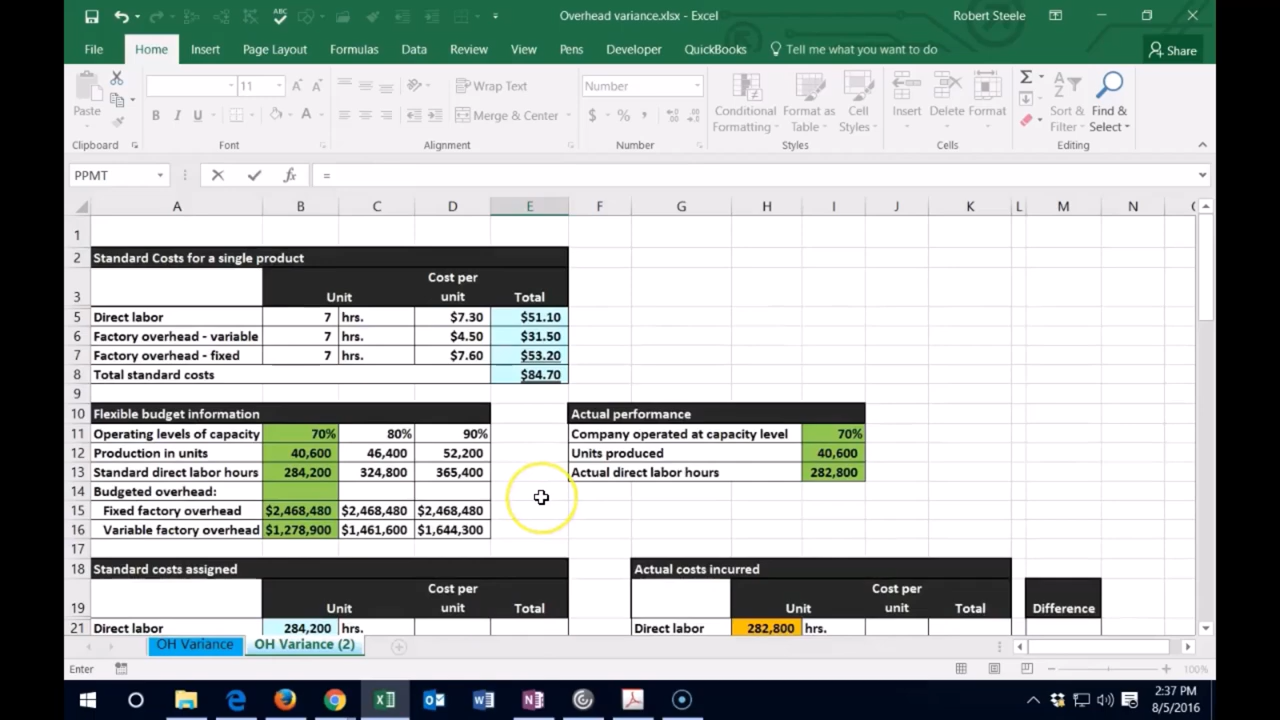 ABC
Overhead variance.xlsx - Excel
Robert Steele
File Home Insert Page Layout Formulas Data Review View Pens Developer QuickBooks Tell me what you want to do Share
11 A A Wrap Text Number
Paste B I U A Merge & Center $ % , Conditional Formatting Format as Table Cell Styles Insert Delete Format Σ Sort & Filter Find & Select
Clipboard Font Alignment Number Styles Cells Editing
PPMT fx =
A B C D E F G H I J K L M N
1
2 Standard Costs for a single product
Cost per
3 Unit unit Total
5 Direct labor 7 hrs. $7.30 $51.10
6 Factory overhead - variable 7 hrs. $4.50 $31.50
7 Factory overhead - fixed 7 hrs. $7.60 $53.20
8 Total standard costs $84.70
9
10 Flexible budget information Actual performance
11 Operating levels of capacity 70% 80% 90% Company operated at capacity level 70%
12 Production in units 40,600 46,400 52,200 Units produced 40,600
13 Standard direct labor hours 284,200 324,800 365,400 Actual direct labor hours 282,800
14 Budgeted overhead:
15 Fixed factory overhead $2,468,480 $2,468,480 $2,468,480
16 Variable factory overhead $1,278,900 $1,461,600 $1,644,300
17
18 Standard costs assigned Actual costs incurred
Cost per Cost per
19 Unit unit Total Unit unit Total Difference
21 Direct labor 284,200 hrs. Direct labor 282,800 hrs.
OH Variance OH Variance (2)
Enter 100%
2:37 PM
8/5/2016